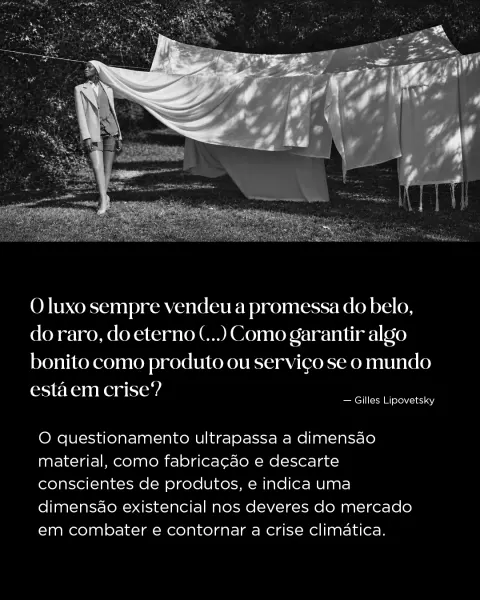 O luxo sempre vendeu a promessa do belo,
do raro, do eterno (...) Como garantir algo
bonito como produto ou serviço se o mundo
está em crise?
— Gilles Lipovetsky
O questionamento ultrapassa a dimensão
material, como fabricação e descarte
conscientes de produtos, e indica uma
dimensão existencial nos deveres do mercado
em combater e contornar a crise climática.